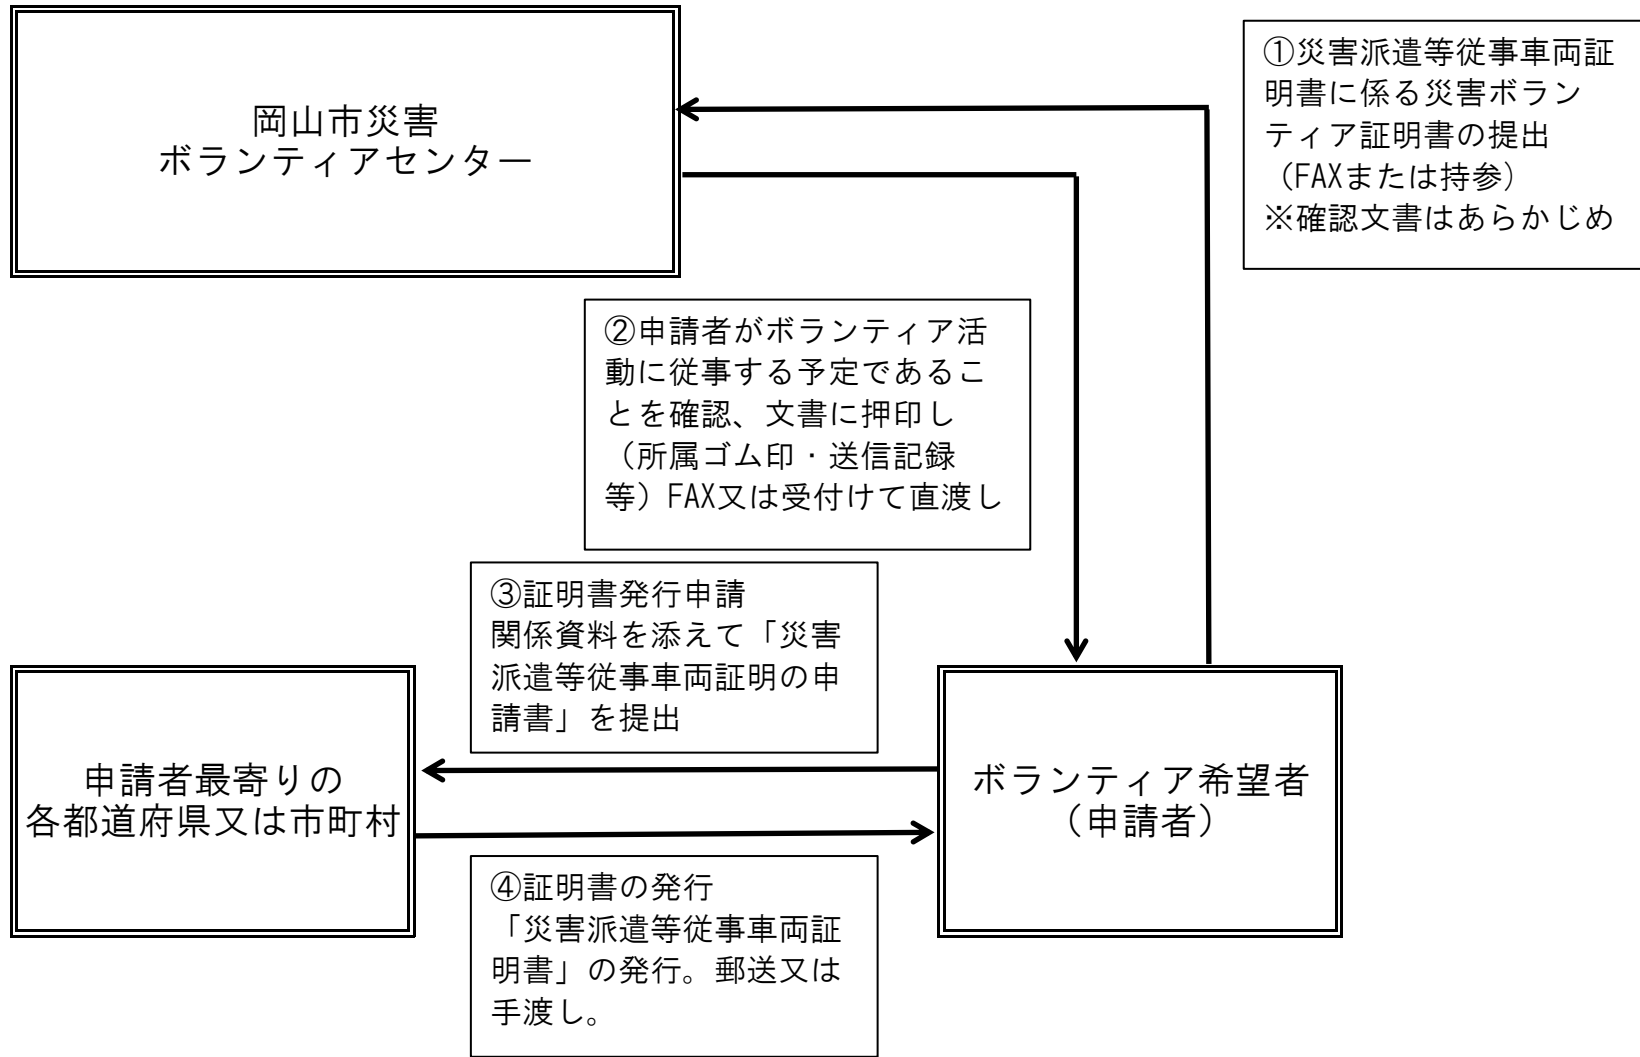 岡山市災害
ボランティアセンター
①災害派遣等従事車両証
明書に係る災害ボラン
ティア証明書の提出
（FAXまたは持参）
※確認文書はあらかじめ
②申請者がボランティア活
動に従事する予定であるこ
とを確認、文書に押印し
（所属ゴム印・送信記録
等）FAX又は受付けて直渡し
③証明書発行申請
関係資料を添えて「災害
派遣等従事車両証明の申
請書」を提出
申請者最寄りの
各都道府県又は市町村
ボランティア希望者
（申請者）
④証明書の発行
「災害派遣等従事車両証
明書」の発行。郵送又は
手渡し。